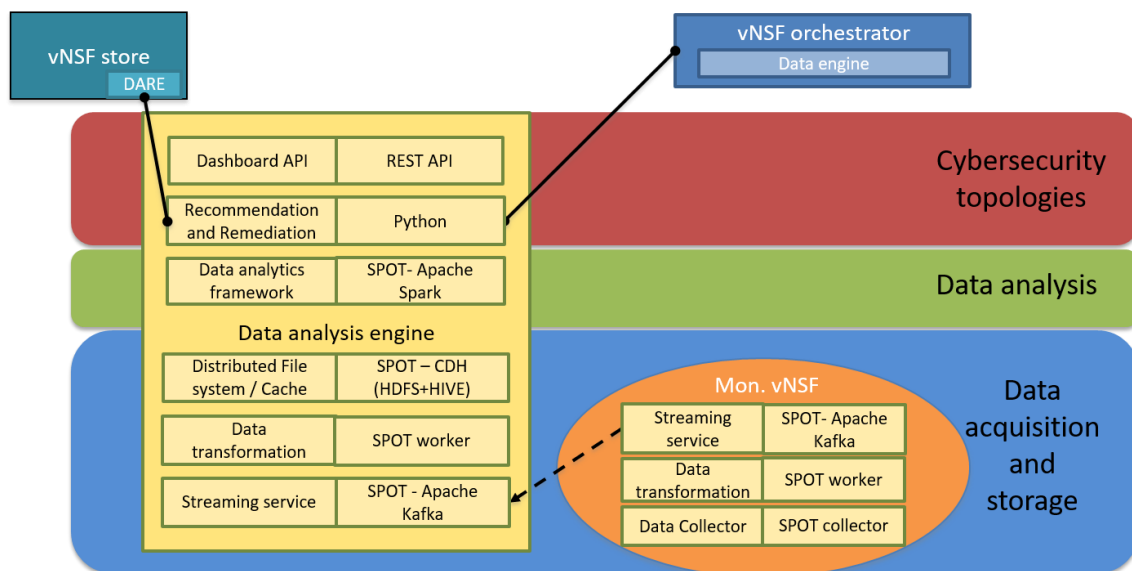 vNSF store
DARE
vNSF orchestrator
Data engine
Dashboard API
REST API
Recommendation
and Remediation
Python
Data analytics
framework
SPOT- Apache
Spark
Data analysis engine
Distributed File
system / Cache
SPOT – CDH
(HDFS+HIVE)
Data
transformation
SPOT worker
Streaming service
SPOT - Apache
Kafka
Cybersecurity
topologies
Data analysis
Mon. vNSF
Streaming
service
SPOT- Apache
Kafka
Data
transformation
SPOT worker
Data Collector
SPOT collector
Data
acquisition
and
storage